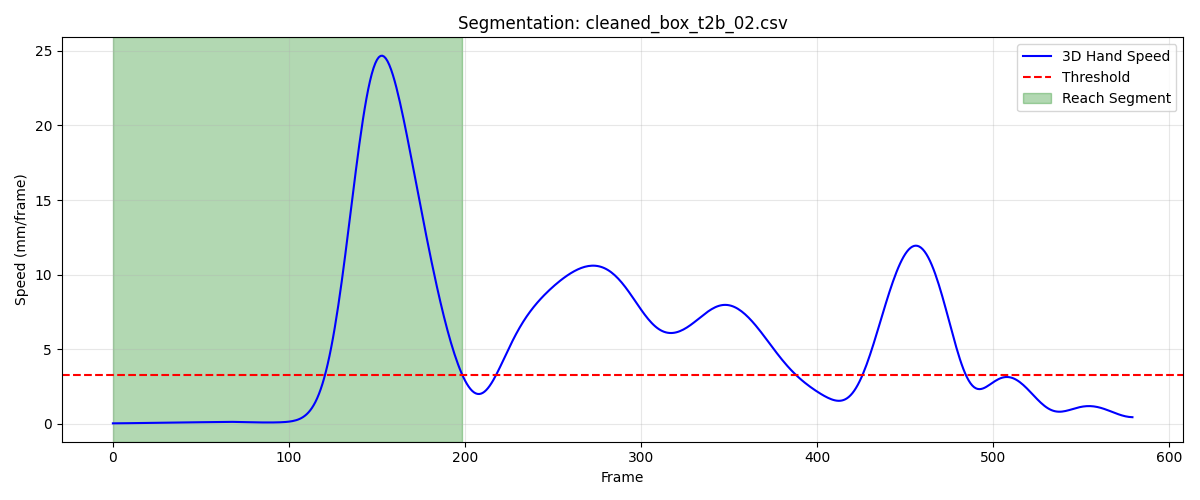 Segmentation: cleaned_box_t2b_02.csv
3D Hand Speed
Threshold
Reach Segment
Speed (mm/frame)
25
20
15
10
5
0
0 100 200 300 400 500 600
Frame